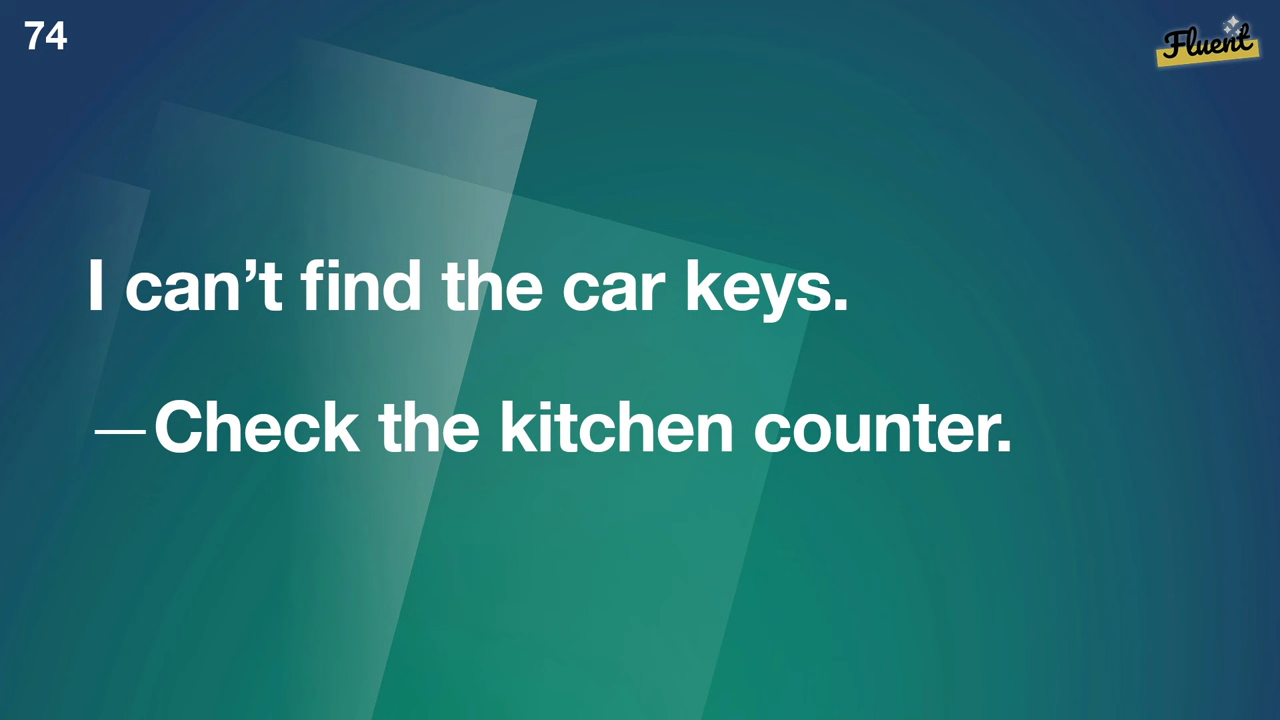 74
Fluent
I can’t find the car keys.
—Check the kitchen counter.